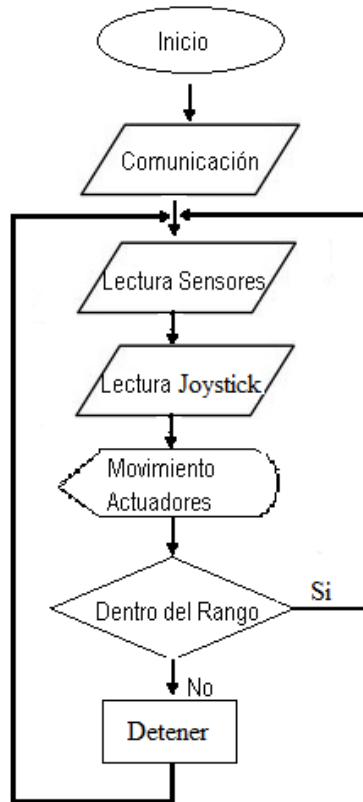 Inicio
Comunicación
Lectura Sensores
Lectura Joystick
Movimiento
Actuadores
Dentro del Rango
Si
No
Detener